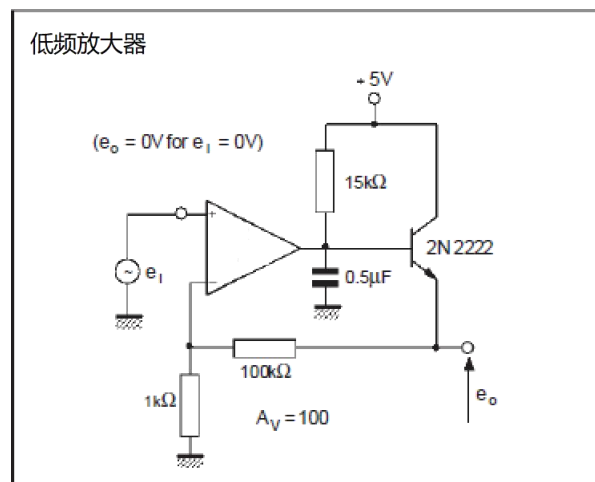 低频放大器
+5V
(eo = 0V for eI = 0V)
15kΩ
+
2N2222
~
eI
0.5µF
−
100kΩ
1kΩ
AV = 100
eo